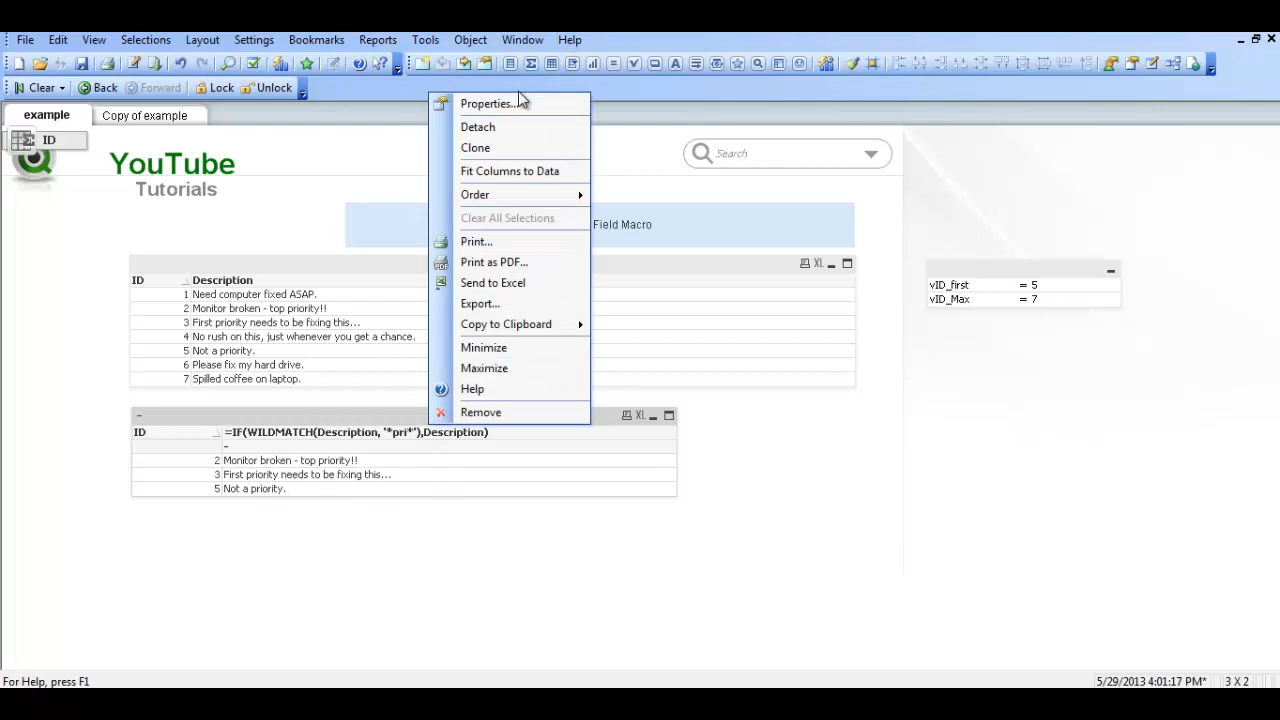 File Edit View Selections Layout Settings Bookmarks Reports Tools Object Window Help
Clear Back Forward Lock Unlock
example Copy of example
ID
YouTube
Tutorials
Search
Field Macro
Properties...
Detach
Clone
Fit Columns to Data
Order
Clear All Selections
Print...
Print as PDF...
Send to Excel
Export...
Copy to Clipboard
Minimize
Maximize
Help
Remove
XL
ID Description
1 Need computer fixed ASAP.
2 Monitor broken - top priority!!
3 First priority needs to be fixing this...
4 No rush on this, just whenever you get a chance.
5 Not a priority.
6 Please fix my hard drive.
7 Spilled coffee on laptop.
vID_first = 5
vID_Max = 7
- XL
ID =IF(WILDMATCH(Description, '*pri*'),Description)
-
2 Monitor broken - top priority!!
3 First priority needs to be fixing this...
5 Not a priority.
For Help, press F1 5/29/2013 4:01:17 PM* 3 X 2